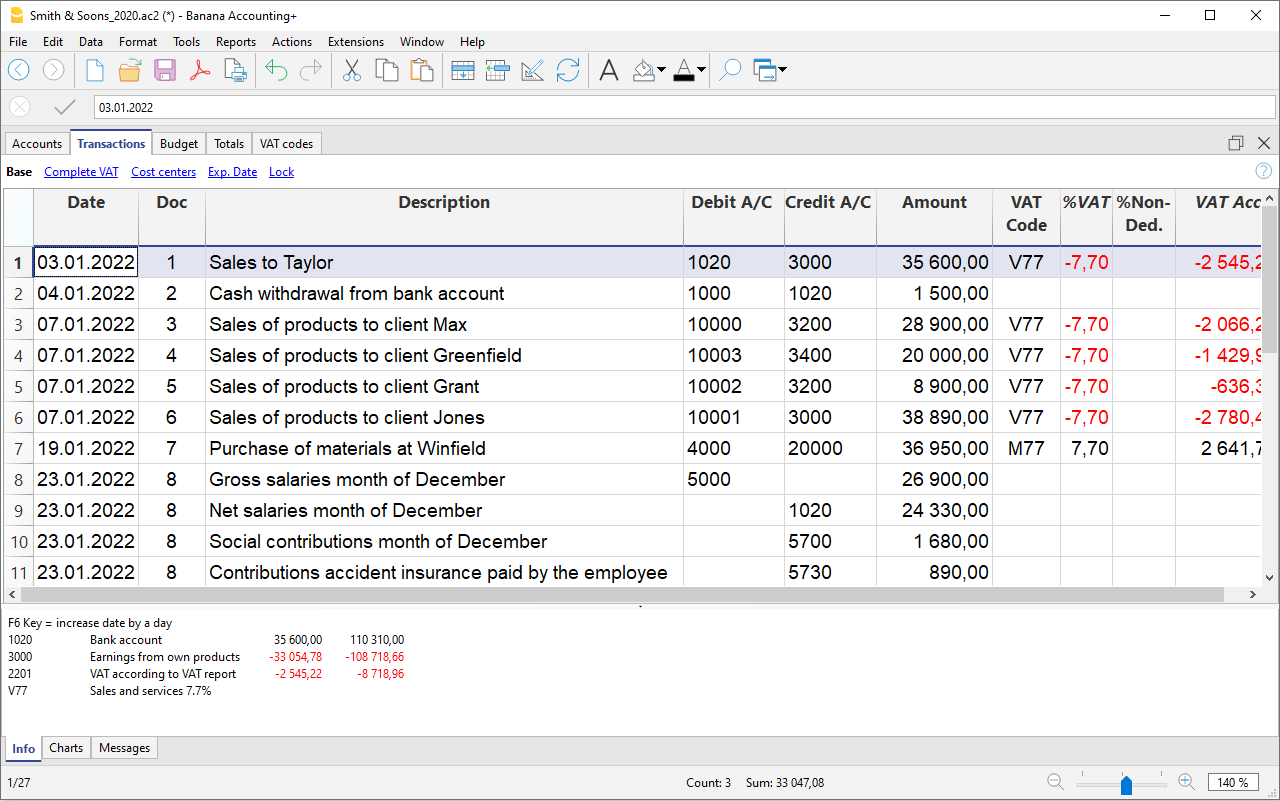 Smith & Soons_2020.ac2 (*) - Banana Accounting+
File Edit Data Format Tools Reports Actions Extensions Window Help
03.01.2022
Accounts Transactions Budget Totals VAT codes
Base Complete VAT Cost centers Exp. Date Lock
Date Doc Description Debit A/C Credit A/C Amount VAT Code %VAT %Non-Ded. VAT Acc
1 03.01.2022 1 Sales to Taylor 1020 3000 35 600,00 V77 -7,70 -2 545,2
2 04.01.2022 2 Cash withdrawal from bank account 1000 1020 1 500,00
3 07.01.2022 3 Sales of products to client Max 10000 3200 28 900,00 V77 -7,70 -2 066,2
4 07.01.2022 4 Sales of products to client Greenfield 10003 3400 20 000,00 V77 -7,70 -1 429,9
5 07.01.2022 5 Sales of products to client Grant 10002 3200 8 900,00 V77 -7,70 -636,3
6 07.01.2022 6 Sales of products to client Jones 10001 3000 38 890,00 V77 -7,70 -2 780,4
7 19.01.2022 7 Purchase of materials at Winfield 4000 20000 36 950,00 M77 7,70 2 641,7
8 23.01.2022 8 Gross salaries month of December 5000 26 900,00
9 23.01.2022 8 Net salaries month of December 1020 24 330,00
10 23.01.2022 8 Social contributions month of December 5700 1 680,00
11 23.01.2022 8 Contributions accident insurance paid by the employee 5730 890,00
F6 Key = increase date by a day
1020 Bank account 35 600,00 110 310,00
3000 Earnings from own products -33 054,78 -108 718,66
2201 VAT according to VAT report -2 545,22 -8 718,96
V77 Sales and services 7.7%
Info Charts Messages
1/27 Count: 3 Sum: 33 047,08 140 %